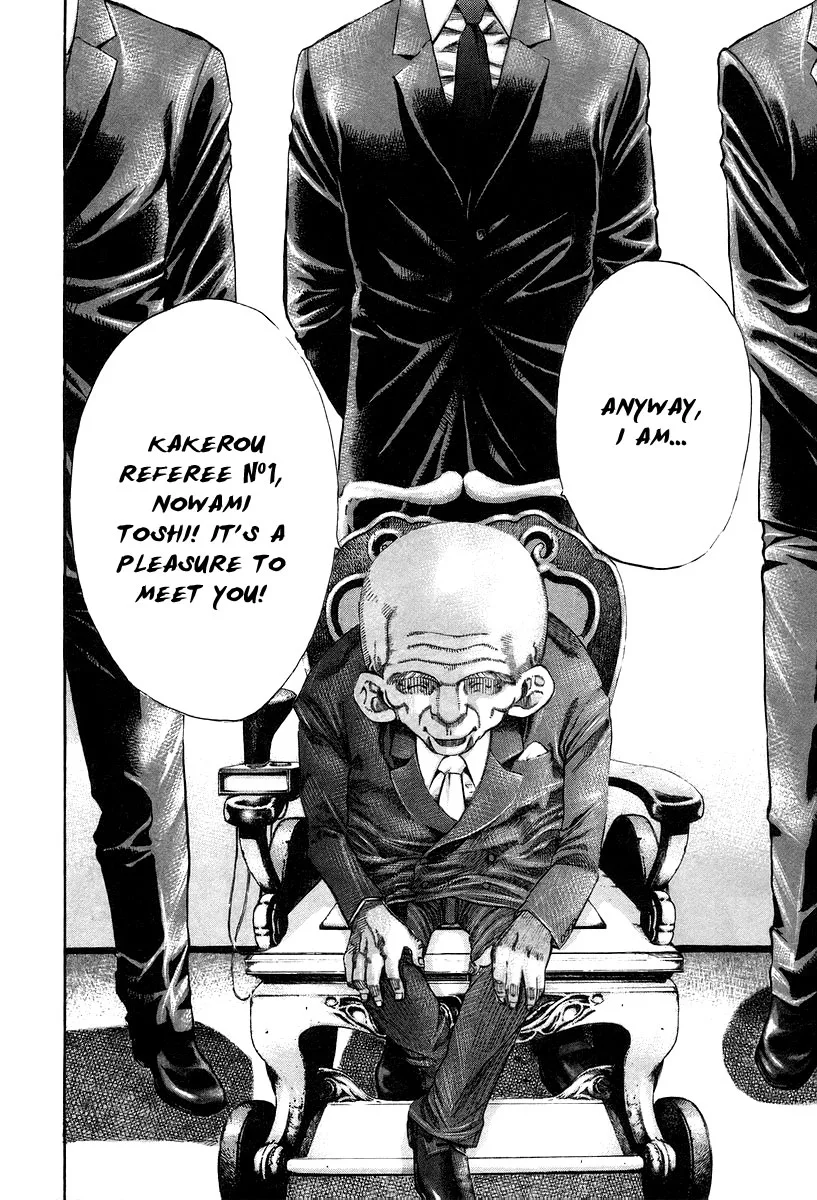 ANYWAY,
I AM...
KAKEROU
REFEREE Nº1,
NOWAMI
TOSHI! IT'S A
PLEASURE TO
MEET YOU!